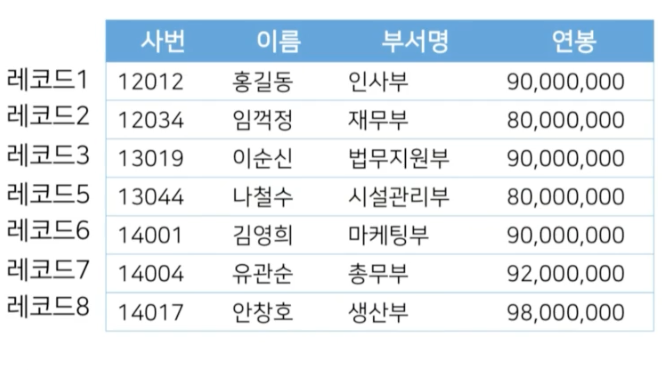 사번 이름 부서명 연봉
레코드1 12012 홍길동 인사부 90,000,000
레코드2 12034 임꺽정 재무부 80,000,000
레코드3 13019 이순신 법무지원부 90,000,000
레코드5 13044 나철수 시설관리부 80,000,000
레코드6 14001 김영희 마케팅부 90,000,000
레코드7 14004 유관순 총무부 92,000,000
레코드8 14017 안창호 생산부 98,000,000